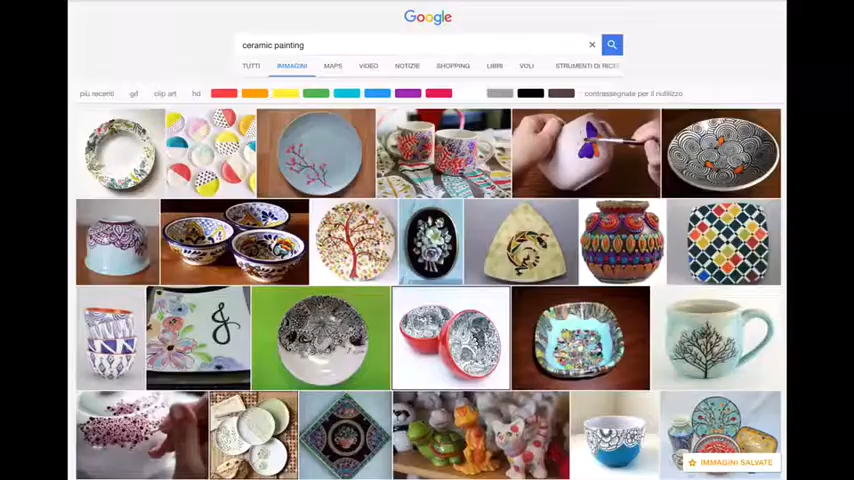 Google
ceramic painting
TUTTI IMMAGINI MAPS VIDEO NOTIZIE SHOPPING LIBRI VOLI STRUMENTI DI RICE
più recenti gif clip art hd contrassegnate per il riutilizzo
IMMAGINI SALVATE